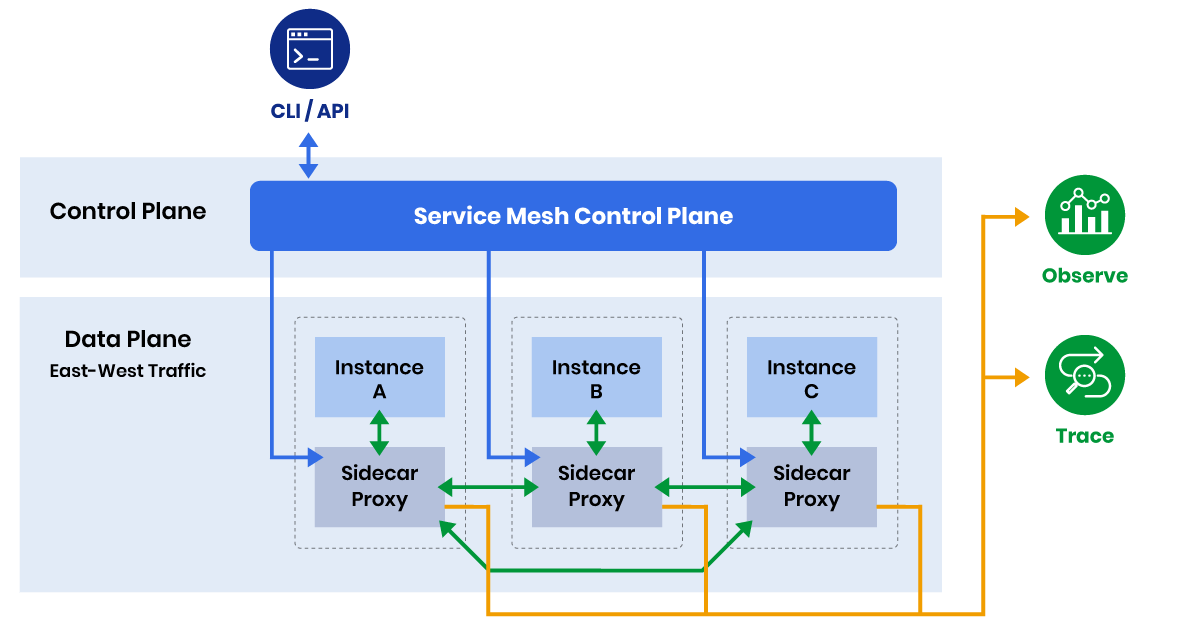 CLI / API
Control Plane
Service Mesh Control Plane
Observe
Data Plane
East-West Traffic
Instance
A
Instance
B
Instance
C
Trace
Sidecar
Proxy
Sidecar
Proxy
Sidecar
Proxy